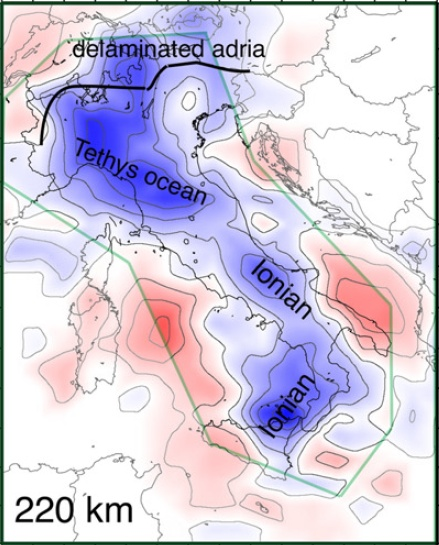 delaminated adria
Tethys ocean
Ionian
Ionian
220 km